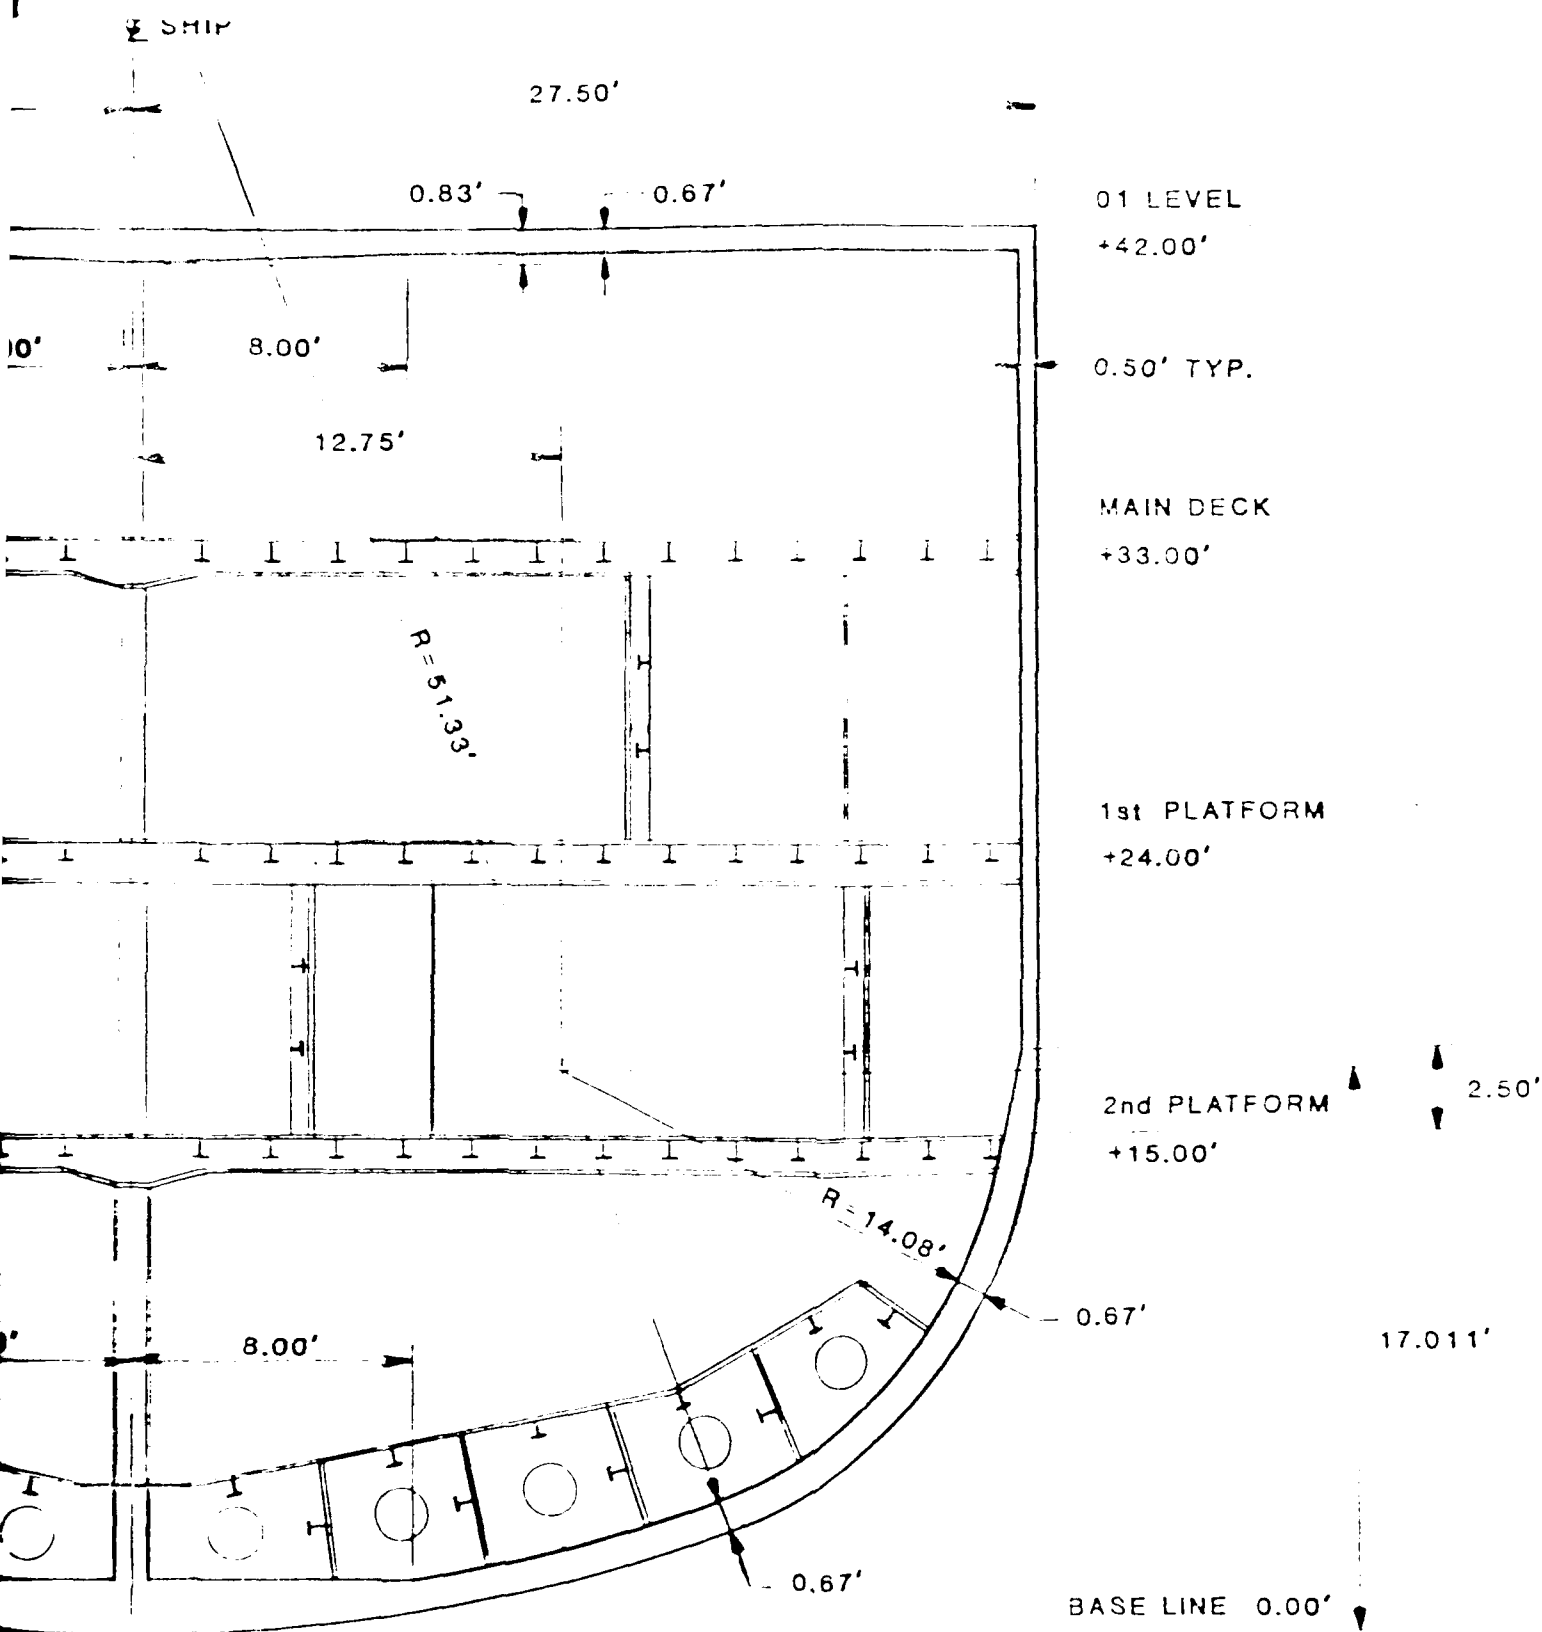 ℄ SHIP
27.50'
0.83'
0.67'
01 LEVEL
+42.00'
8.00'
0.50' TYP.
12.75'
MAIN DECK
+33.00'
R=51.33'
1st PLATFORM
+24.00'
2.50'
2nd PLATFORM
+15.00'
R=14.08'
0.67'
17.011'
8.00'
0.67'
BASE LINE 0.00'